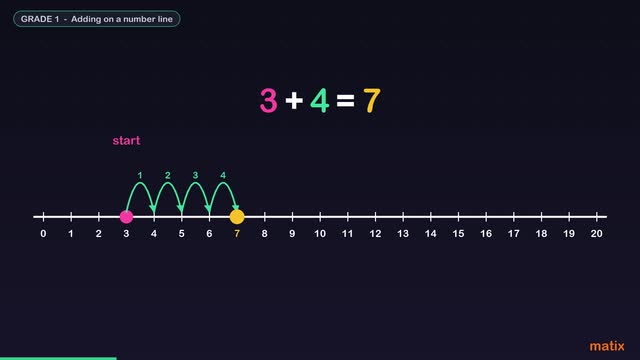 GRADE 1 - Adding on a number line
3 + 4 = 7
start
1 2 3 4
0 1 2 3 4 5 6 7 8 9 10 11 12 13 14 15 16 17 18 19 20
matix